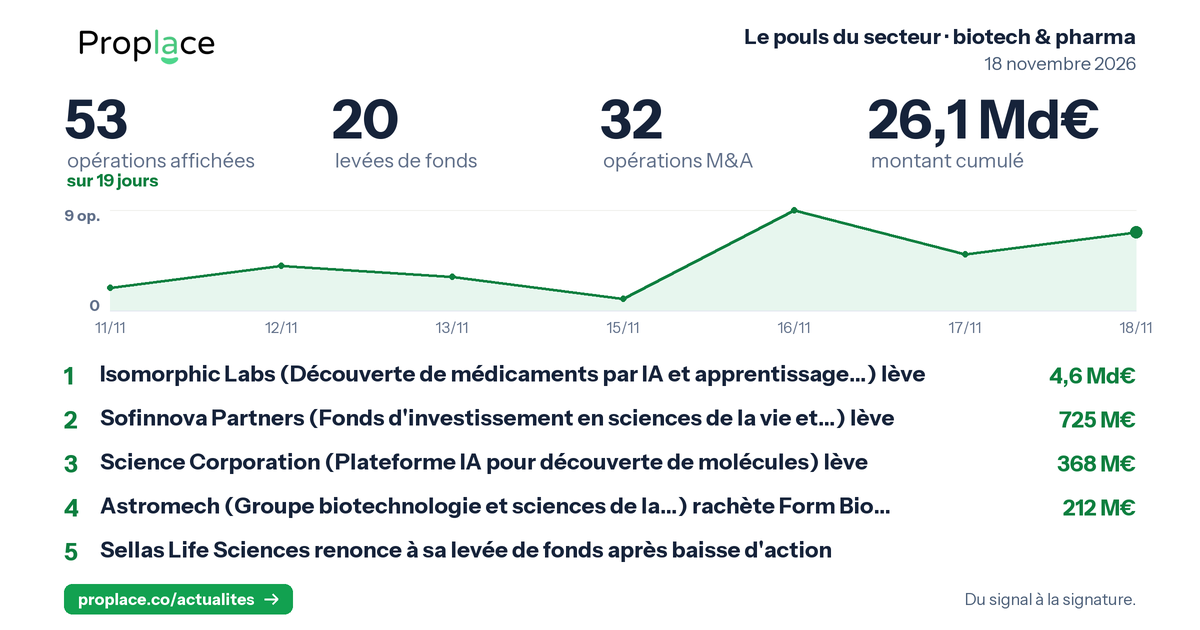 Proplace
Le pouls du secteur · biotech & pharma
18 novembre 2026
53
opérations affichées
sur 19 jours
20
levées de fonds
32
opérations M&A
26,1 Md€
montant cumulé
9 op.
0
11/11 12/11 13/11 15/11 16/11 17/11 18/11
1 Isomorphic Labs (Découverte de médicaments par IA et apprentissage…) lève 4,6 Md€
2 Sofinnova Partners (Fonds d'investissement en sciences de la vie et…) lève 725 M€
3 Science Corporation (Plateforme IA pour découverte de molécules) lève 368 M€
4 Astromech (Groupe biotechnologie et sciences de la…) rachète Form Bio… 212 M€
5 Sellas Life Sciences renonce à sa levée de fonds après baisse d'action
proplace.co/actualites →
Du signal à la signature.